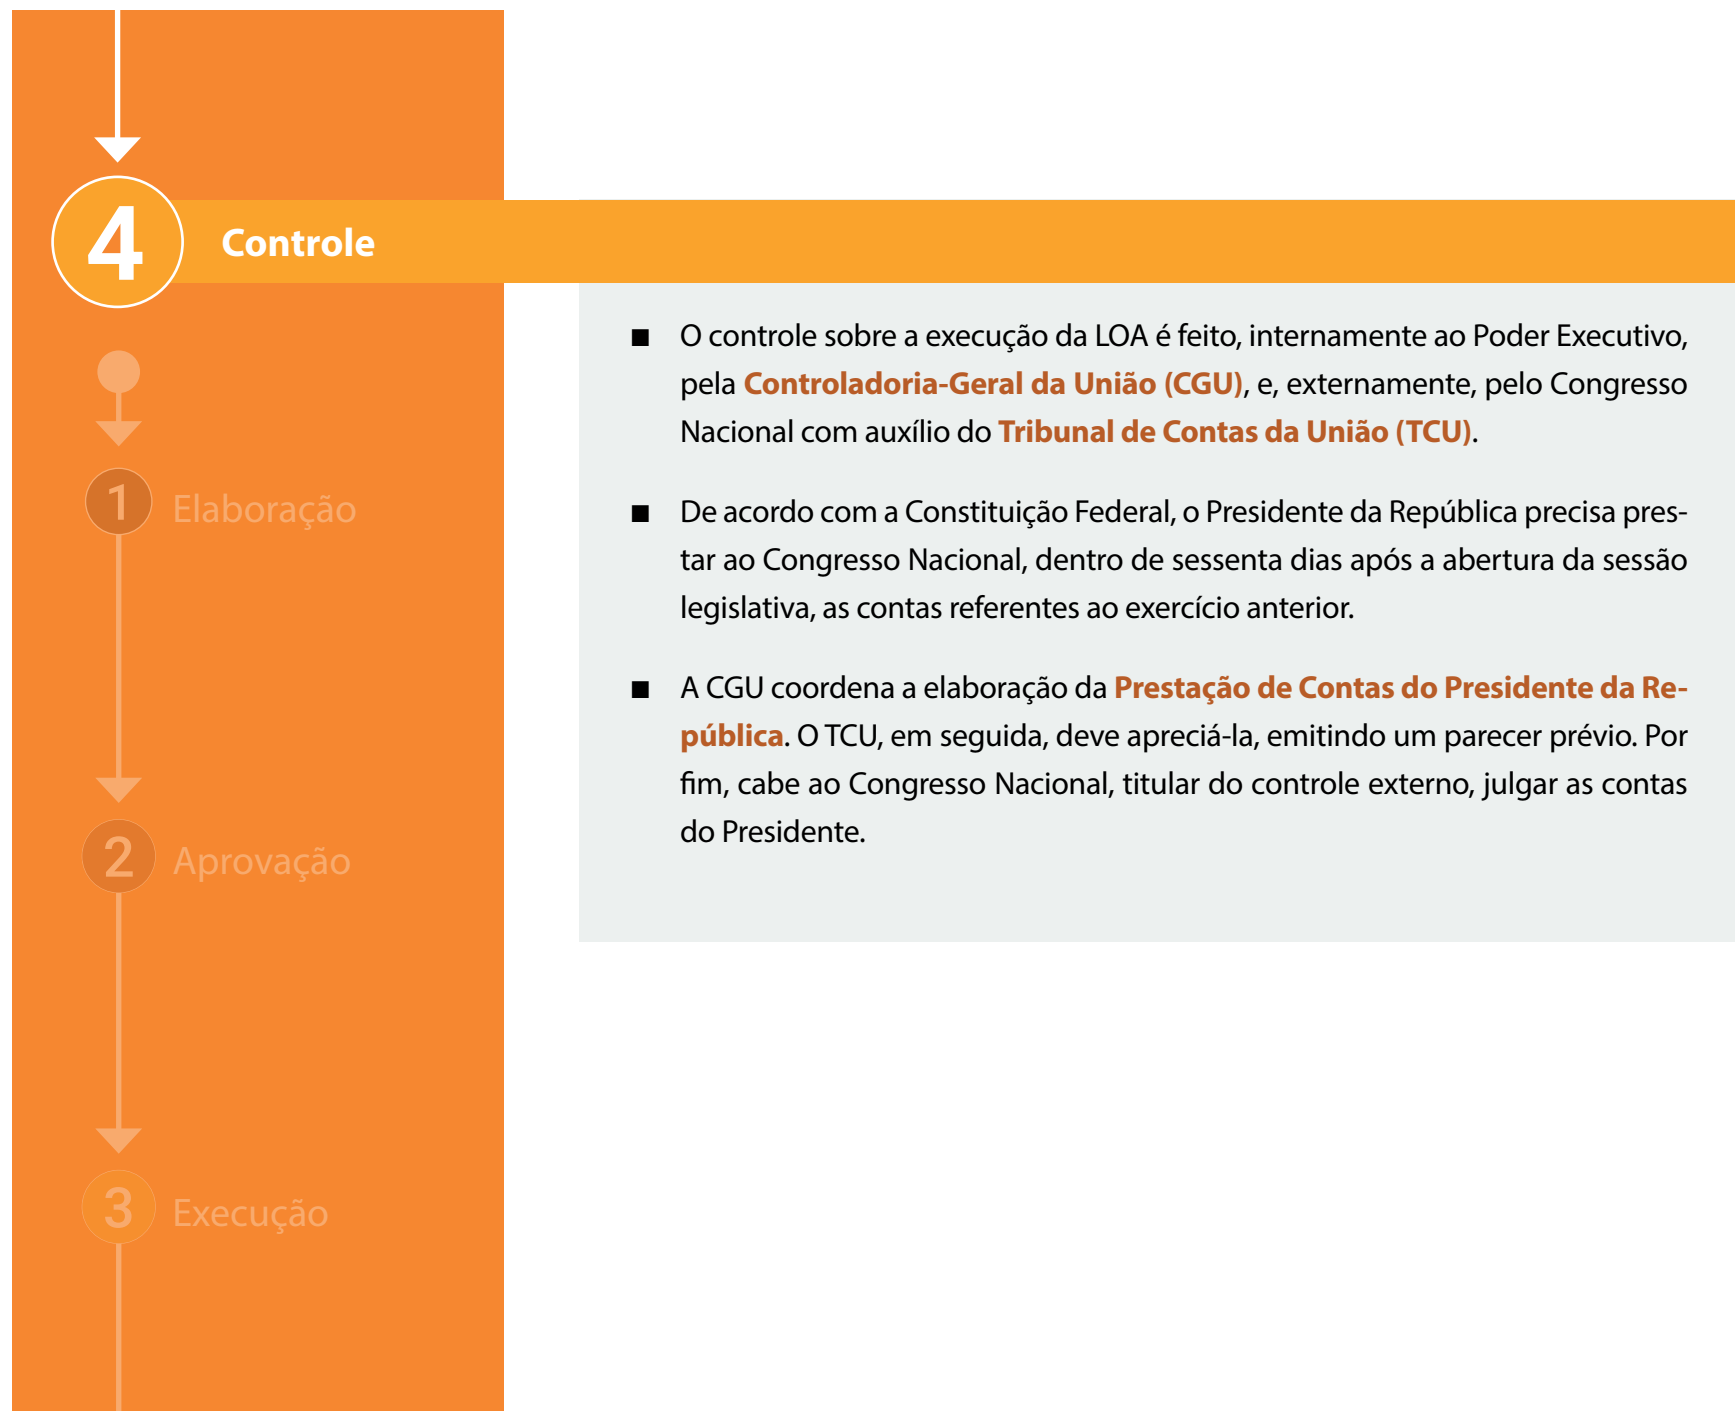 4
Controle
■ O controle sobre a execução da LOA é feito, internamente ao Poder Executivo,
pela Controladoria-Geral da União (CGU), e, externamente, pelo Congresso
Nacional com auxílio do Tribunal de Contas da União (TCU).
■ De acordo com a Constituição Federal, o Presidente da República precisa pres-
tar ao Congresso Nacional, dentro de sessenta dias após a abertura da sessão
legislativa, as contas referentes ao exercício anterior.
■ A CGU coordena a elaboração da Prestação de Contas do Presidente da Re-
pública. O TCU, em seguida, deve apreciá-la, emitindo um parecer prévio. Por
fim, cabe ao Congresso Nacional, titular do controle externo, julgar as contas
do Presidente.
1 Elaboração
2 Aprovação
3 Execução